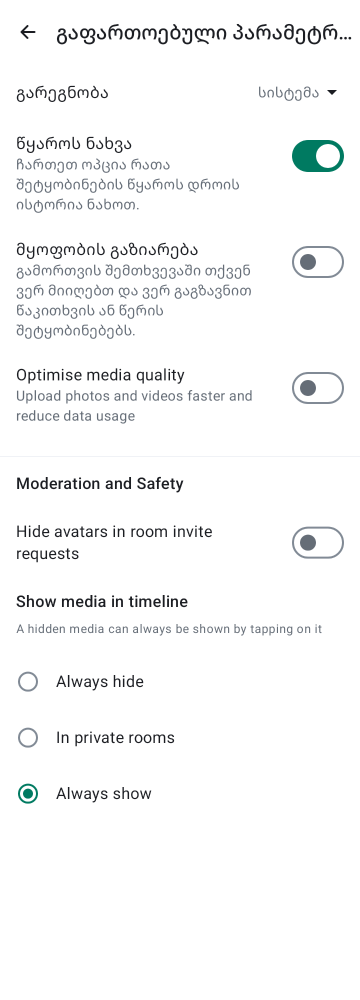 გაფართოებული პარამეტრ...
გარეგნობა
სისტემა
წყაროს ნახვა
ჩართეთ ოპცია რათა
შეტყობინების წყაროს დროის
ისტორია ნახოთ.
მყოფობის გაზიარება
გამორთვის შემთხვევაში თქვენ
ვერ მიიღებთ და ვერ გაგზავნით
წაკითხვის ან წერის
შეტყობინებებს.
Optimise media quality
Upload photos and videos faster and
reduce data usage
Moderation and Safety
Hide avatars in room invite
requests
Show media in timeline
A hidden media can always be shown by tapping on it
Always hide
In private rooms
Always show